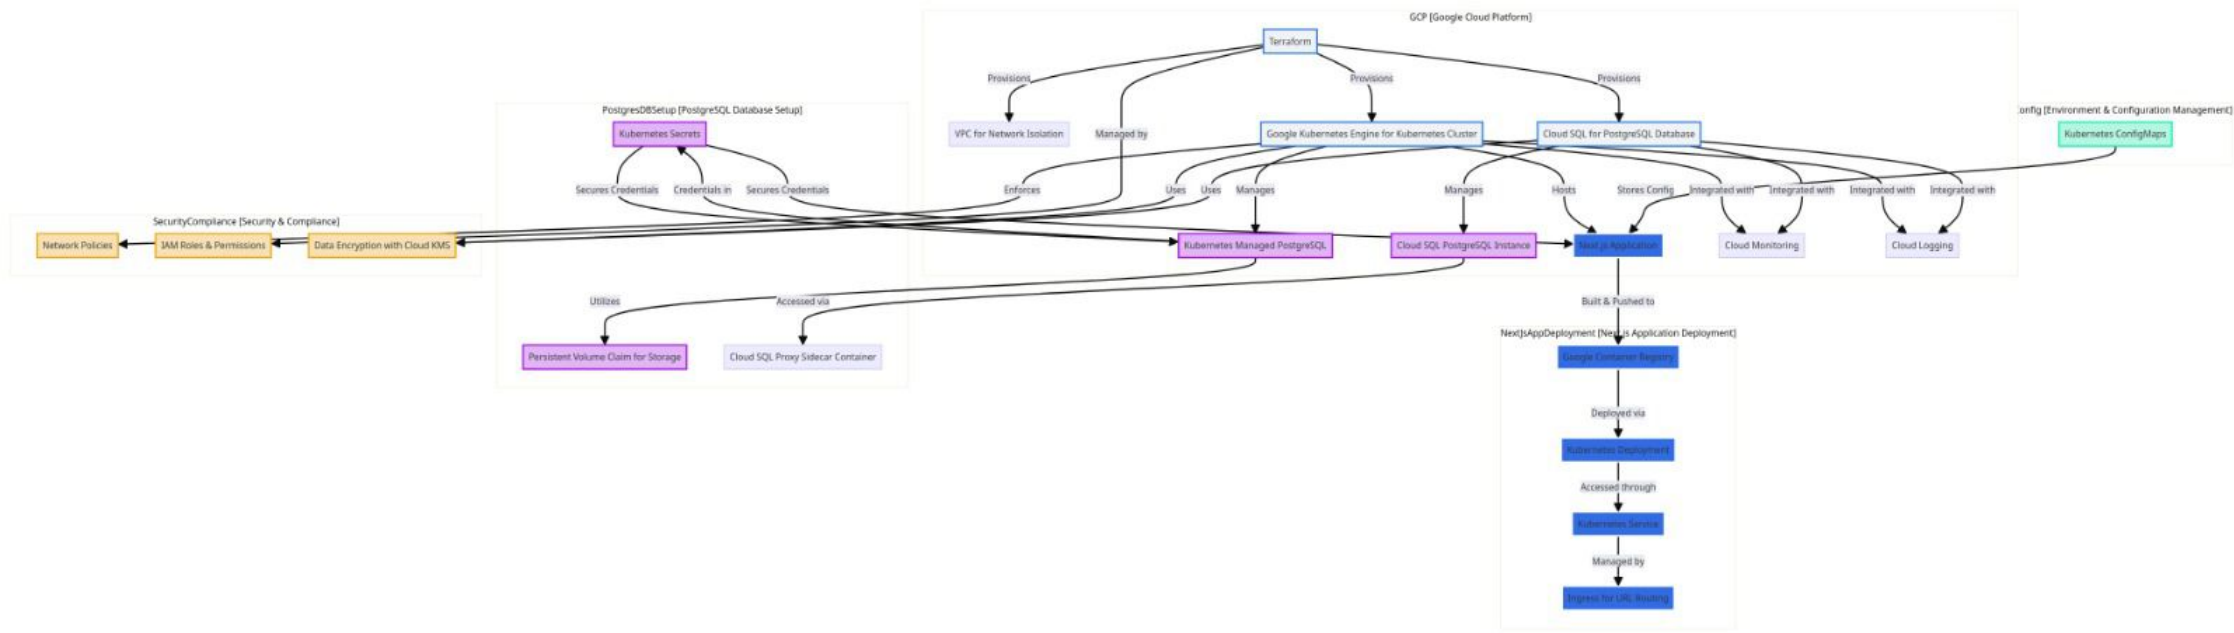 GCP [Google Cloud Platform]
Terraform
Provisions
Provisions
Provisions
PostgresDBSetup [PostgreSQL Database Setup]
onfig [Environment & Configuration Management]
Kubernetes Secrets
VPC for Network Isolation
Managed by
Google Kubernetes Engine for Kubernetes Cluster
Cloud SQL for PostgreSQL Database
Kubernetes ConfigMaps
Secures Credentials
Credentials in
Secures Credentials
Enforces
Uses
Uses
Manages
Manages
Hosts
Stores Config
Integrated with
Integrated with
Integrated with
Integrated with
SecurityCompliance [Security & Compliance]
Network Policies
IAM Roles & Permissions
Data Encryption with Cloud KMS
Kubernetes Managed PostgreSQL
Cloud SQL PostgreSQL Instance
Next.js Application
Cloud Monitoring
Cloud Logging
Utilizes
Accessed via
Built & Pushed to
NextJsAppDeployment [Next.js Application Deployment]
Persistent Volume Claim for Storage
Cloud SQL Proxy Sidecar Container
Google Container Registry
Deployed via
Kubernetes Deployment
Accessed through
Kubernetes Service
Managed by
Ingress for URL Routing